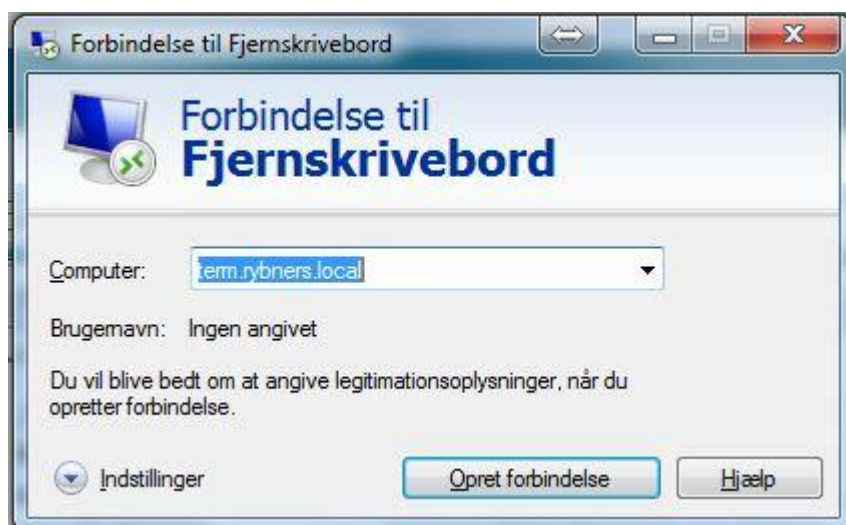 Forbindelse til Fjernskrivebord
Forbindelse til
Fjernskrivebord
Computer: term.rybners.local
Brugernavn: Ingen angivet
Du vil blive bedt om at angive legitimationsoplysninger, når du
opretter forbindelse.
Indstillinger Opret forbindelse Hjælp